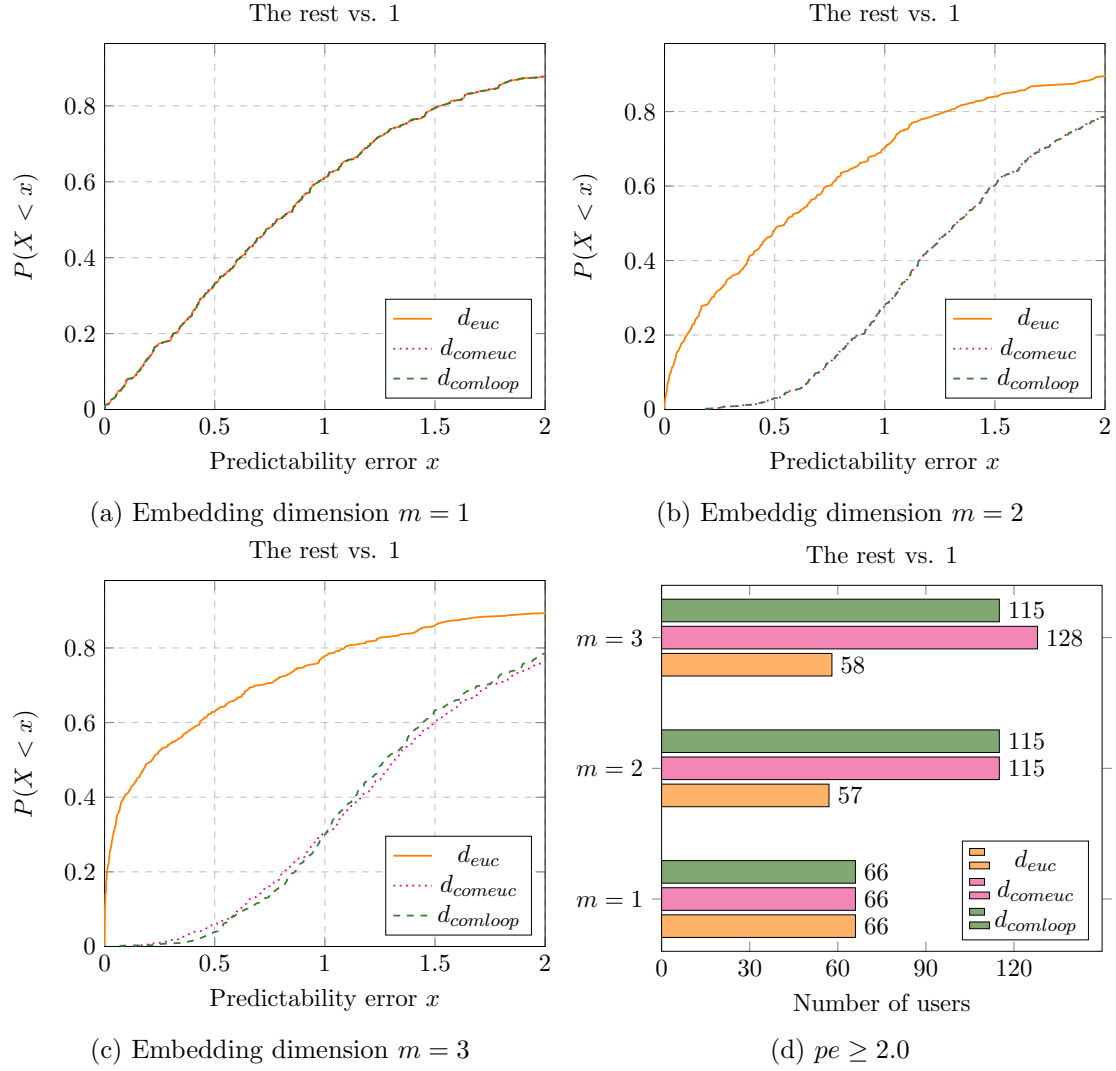 The rest vs. 1
P(X < x)
0.8
0.6
0.4
0.2
0
d_euc
d_comeuc
d_comloop
0 0.5 1 1.5 2
Predictability error x
(a) Embedding dimension m = 1
The rest vs. 1
P(X < x)
0.8
0.6
0.4
0.2
0
d_euc
d_comeuc
d_comloop
0 0.5 1 1.5 2
Predictability error x
(b) Embeddig dimension m = 2
The rest vs. 1
P(X < x)
0.8
0.6
0.4
0.2
0
d_euc
d_comeuc
d_comloop
0 0.5 1 1.5 2
Predictability error x
(c) Embedding dimension m = 3
The rest vs. 1
115
m = 3 128
58
115
m = 2 115
57
66
m = 1 66
66
d_euc
d_comeuc
d_comloop
0 30 60 90 120
Number of users
(d) pe ≥ 2.0